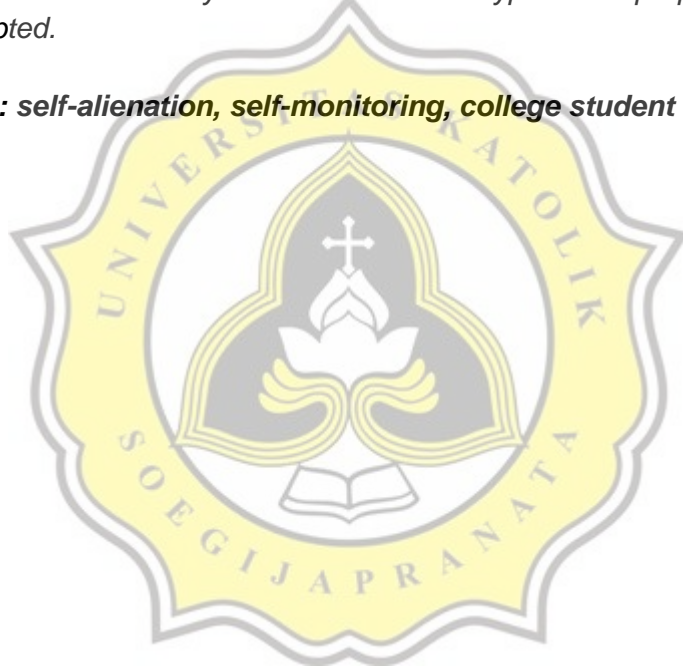 pted.
: self-alienation, self-monitoring, college student
UNIVERSITAS KATOLIK
SOEGIJAPRANATA